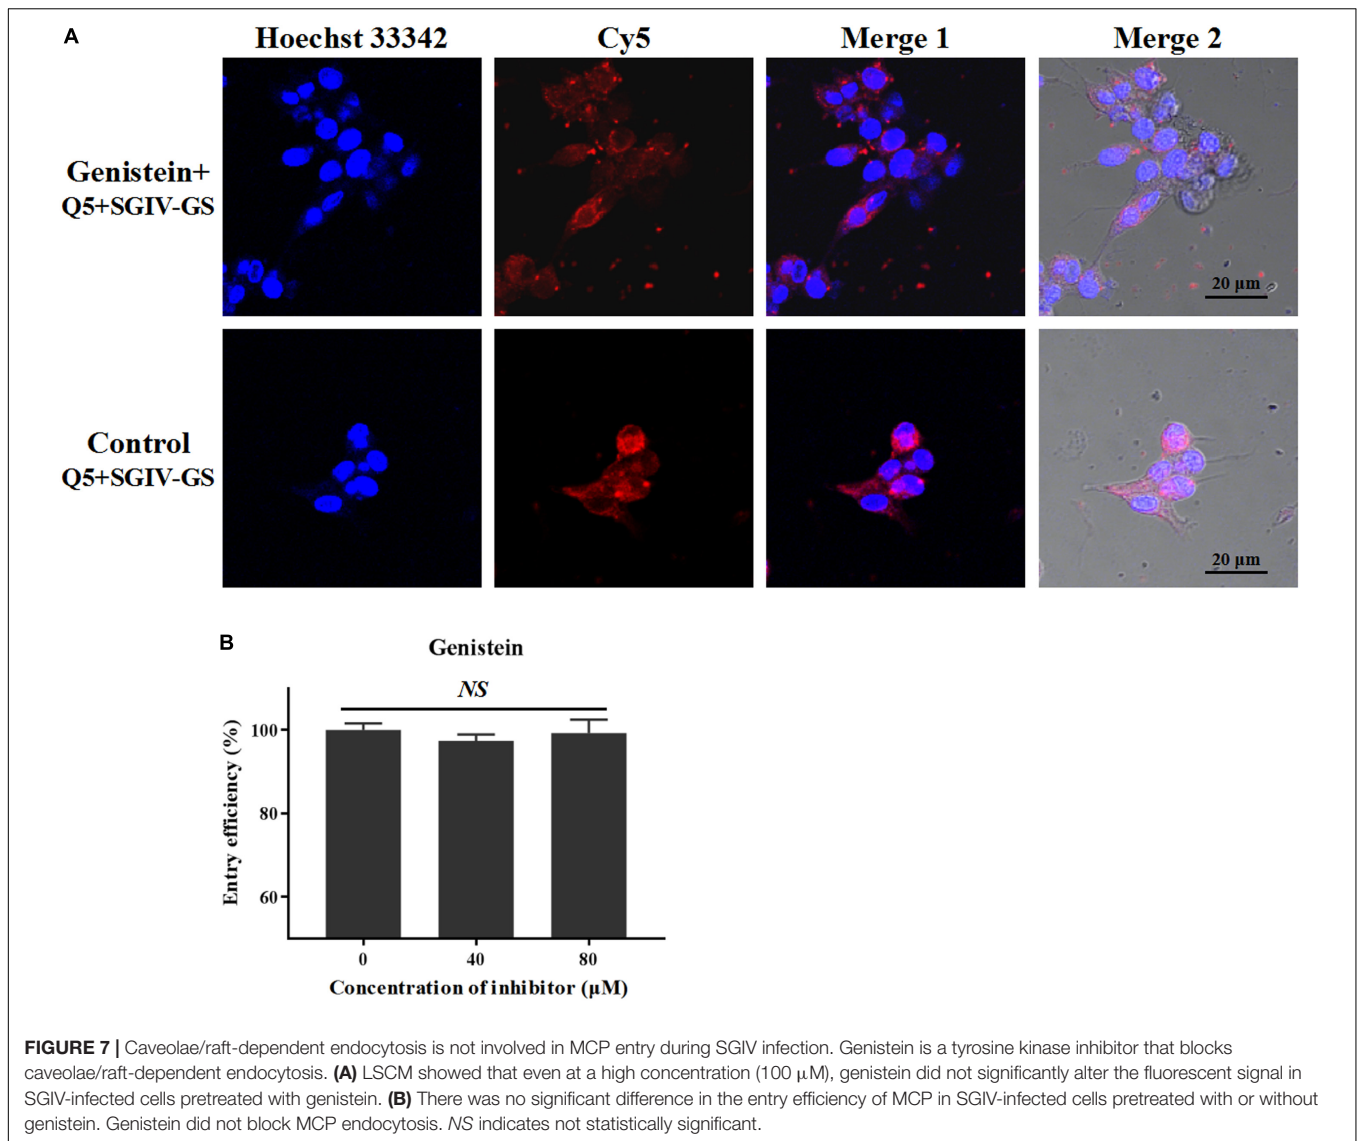 A
Hoechst 33342 Cy5 Merge 1 Merge 2
Genistein+
Q5+SGIV-GS
20 μm
Control
Q5+SGIV-GS
20 μm
B
Genistein
NS
Entry efficiency (%)
100
80
60
0 40 80
Concentration of inhibitor (μM)
FIGURE 7 | Caveolae/raft-dependent endocytosis is not involved in MCP entry during SGIV infection. Genistein is a tyrosine kinase inhibitor that blocks
caveolae/raft-dependent endocytosis. (A) LSCM showed that even at a high concentration (100 μM), genistein did not significantly alter the fluorescent signal in
SGIV-infected cells pretreated with genistein. (B) There was no significant difference in the entry efficiency of MCP in SGIV-infected cells pretreated with or without
genistein. Genistein did not block MCP endocytosis. NS indicates not statistically significant.